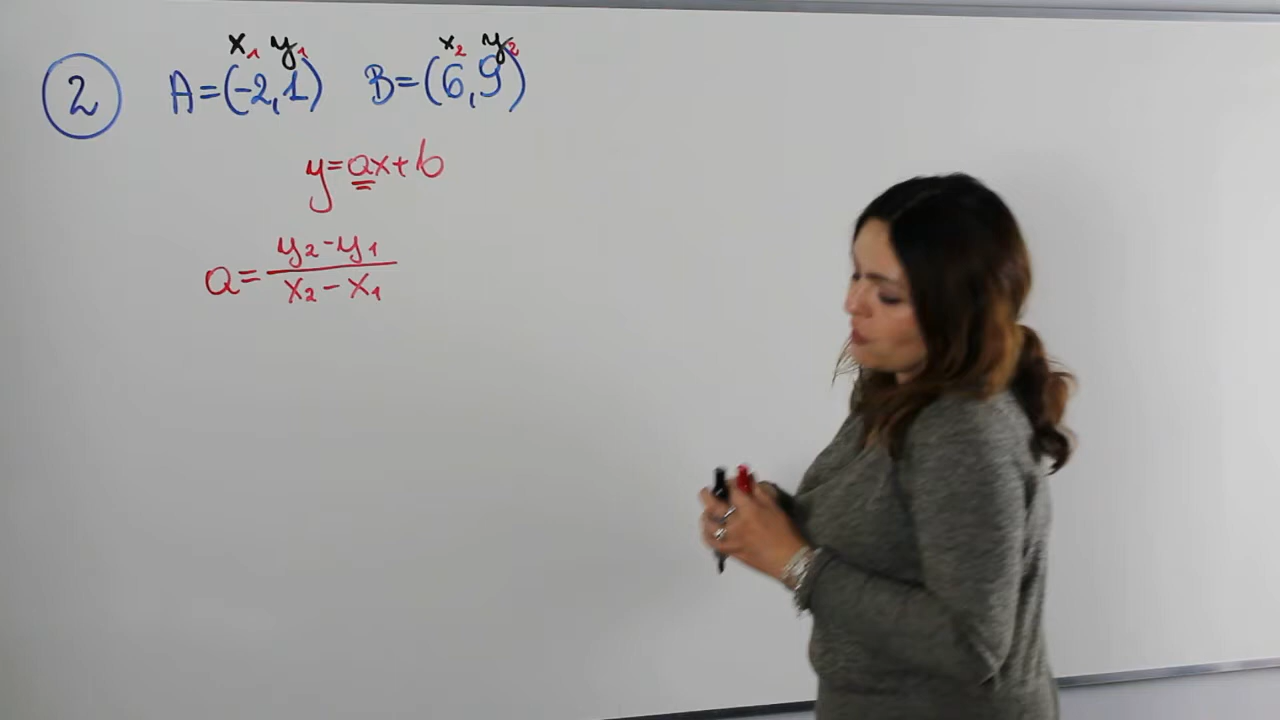 x₁ y₁ x₂ y₂
2 A=(-2,1) B=(6,9)
y=ax+b
a= y₂-y₁
x₂-x₁